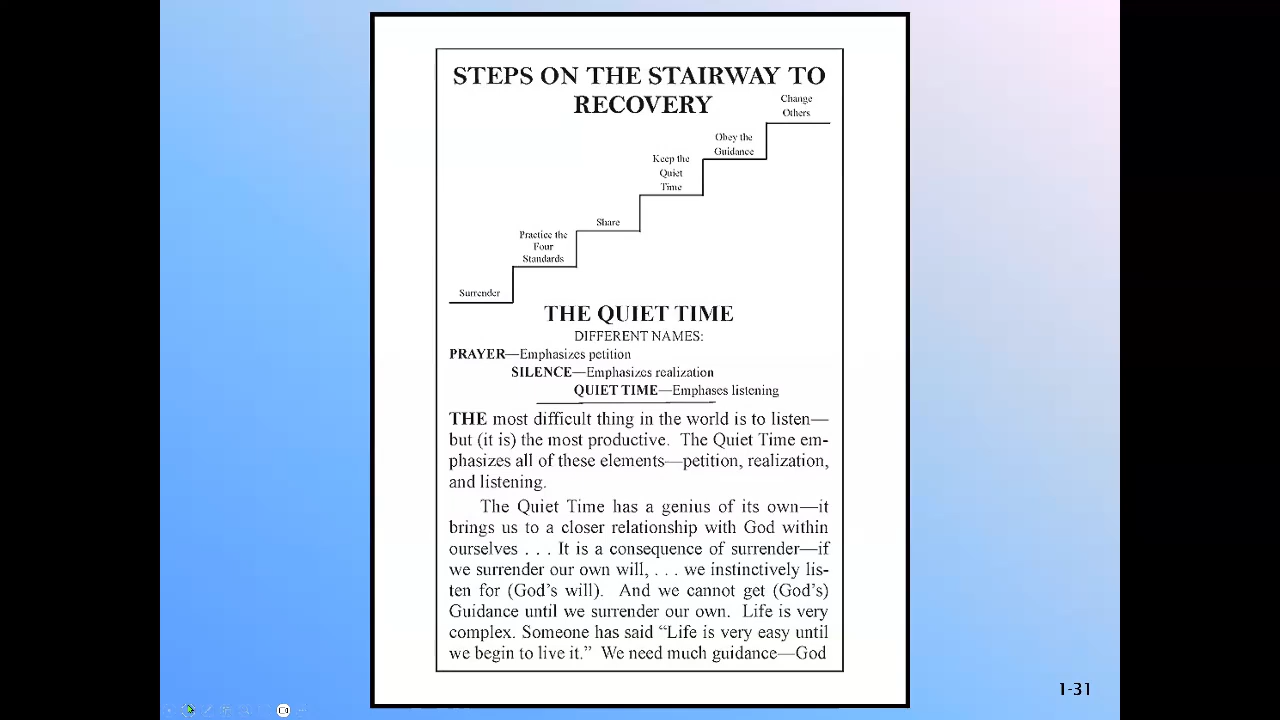 STEPS ON THE STAIRWAY TO
RECOVERY
Change
Others
Obey the
Guidance
Keep the
Quiet
Time
Share
Practice the
Four
Standards
Surrender
THE QUIET TIME
DIFFERENT NAMES:
PRAYER—Emphasizes petition
SILENCE—Emphasizes realization
QUIET TIME—Emphases listening
THE most difficult thing in the world is to listen—
but (it is) the most productive. The Quiet Time em-
phasizes all of these elements—petition, realization,
and listening.
The Quiet Time has a genius of its own—it
brings us to a closer relationship with God within
ourselves . . . It is a consequence of surrender—if
we surrender our own will, . . . we instinctively lis-
ten for (God's will). And we cannot get (God's)
Guidance until we surrender our own. Life is very
complex. Someone has said “Life is very easy until
we begin to live it.” We need much guidance—God
1-31